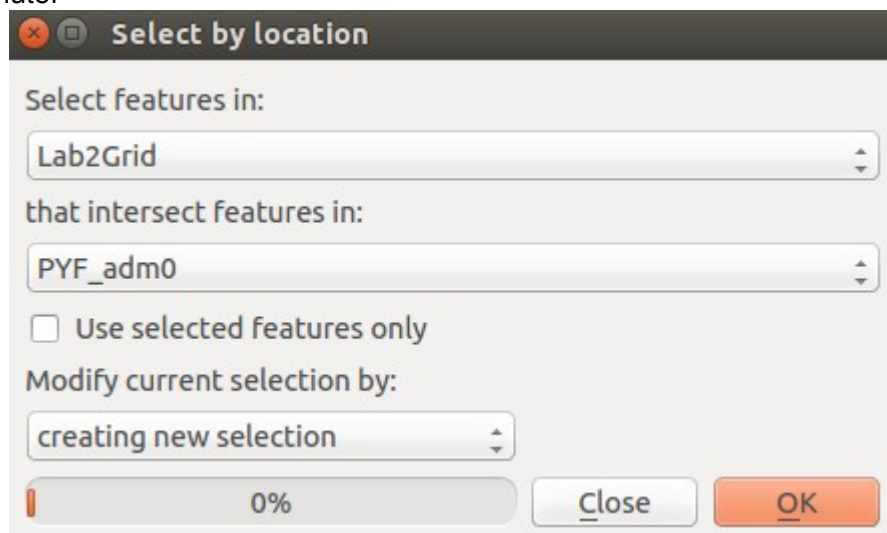 Select by location
Select features in:
Lab2Grid
that intersect features in:
PYF_adm0
Use selected features only
Modify current selection by:
creating new selection
0% Close OK